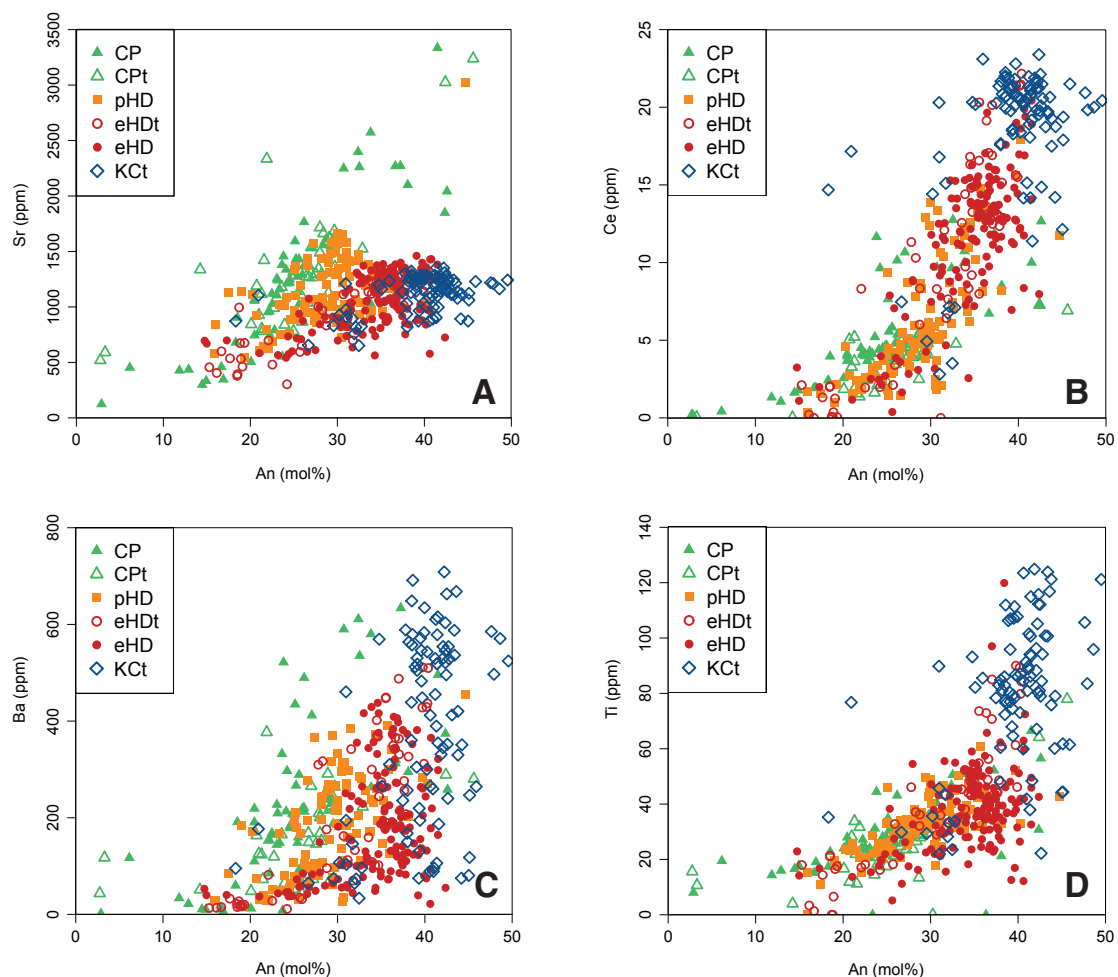 3500
3000
2500
2000
1500
1000
500
0
Sr (ppm)
CP
CPt
pHD
eHDt
eHD
KCt
A
0 10 20 30 40 50
An (mol%)
25
20
15
10
5
0
Ce (ppm)
CP
CPt
pHD
eHDt
eHD
KCt
B
0 10 20 30 40 50
An (mol%)
800
600
400
200
0
Ba (ppm)
CP
CPt
pHD
eHDt
eHD
KCt
C
0 10 20 30 40 50
An (mol%)
140
120
100
80
60
40
20
0
Ti (ppm)
CP
CPt
pHD
eHDt
eHD
KCt
D
0 10 20 30 40 50
An (mol%)